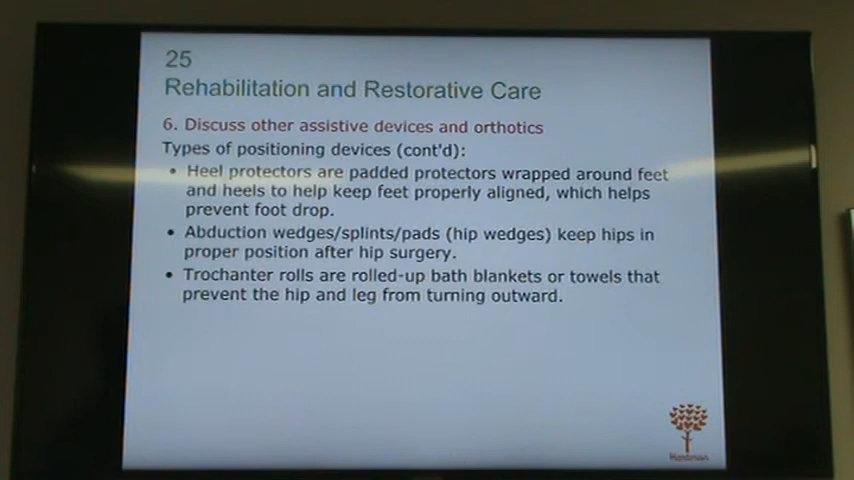 25
Rehabilitation and Restorative Care
6. Discuss other assistive devices and orthotics
Types of positioning devices (cont'd):
• Heel protectors are padded protectors wrapped around feet
and heels to help keep feet properly aligned, which helps
prevent foot drop.
• Abduction wedges/splints/pads (hip wedges) keep hips in
proper position after hip surgery.
• Trochanter rolls are rolled-up bath blankets or towels that
prevent the hip and leg from turning outward.
Hartman